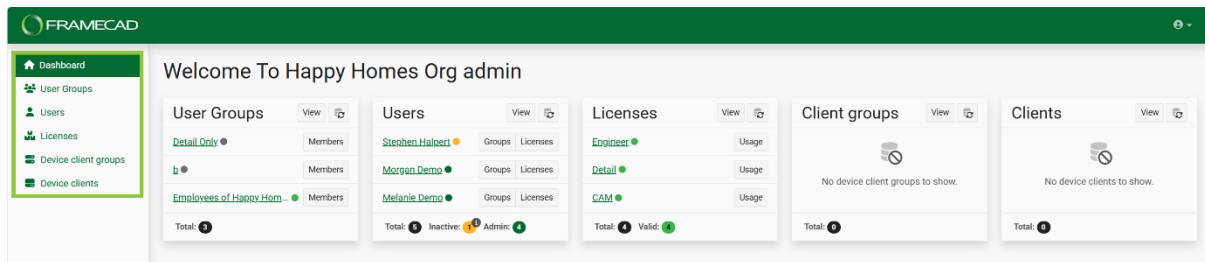 FRAMECAD
Dashboard
User Groups
Users
Licenses
Device client groups
Device clients
Welcome To Happy Homes Org admin
User Groups View
Detail Only Members
b Members
Employees of Happy Hom... Members
Total: 3
Users View
Stephen Halpert Groups Licenses
Morgan Demo Groups Licenses
Melanie Demo Groups Licenses
Total: 5 Inactive: 1 i Admin: 4
Licenses View
Engineer Usage
Detail Usage
CAM Usage
Total: 4 Valid: 4
Client groups View
No device client groups to show.
Total: 0
Clients View
No device clients to show.
Total: 0